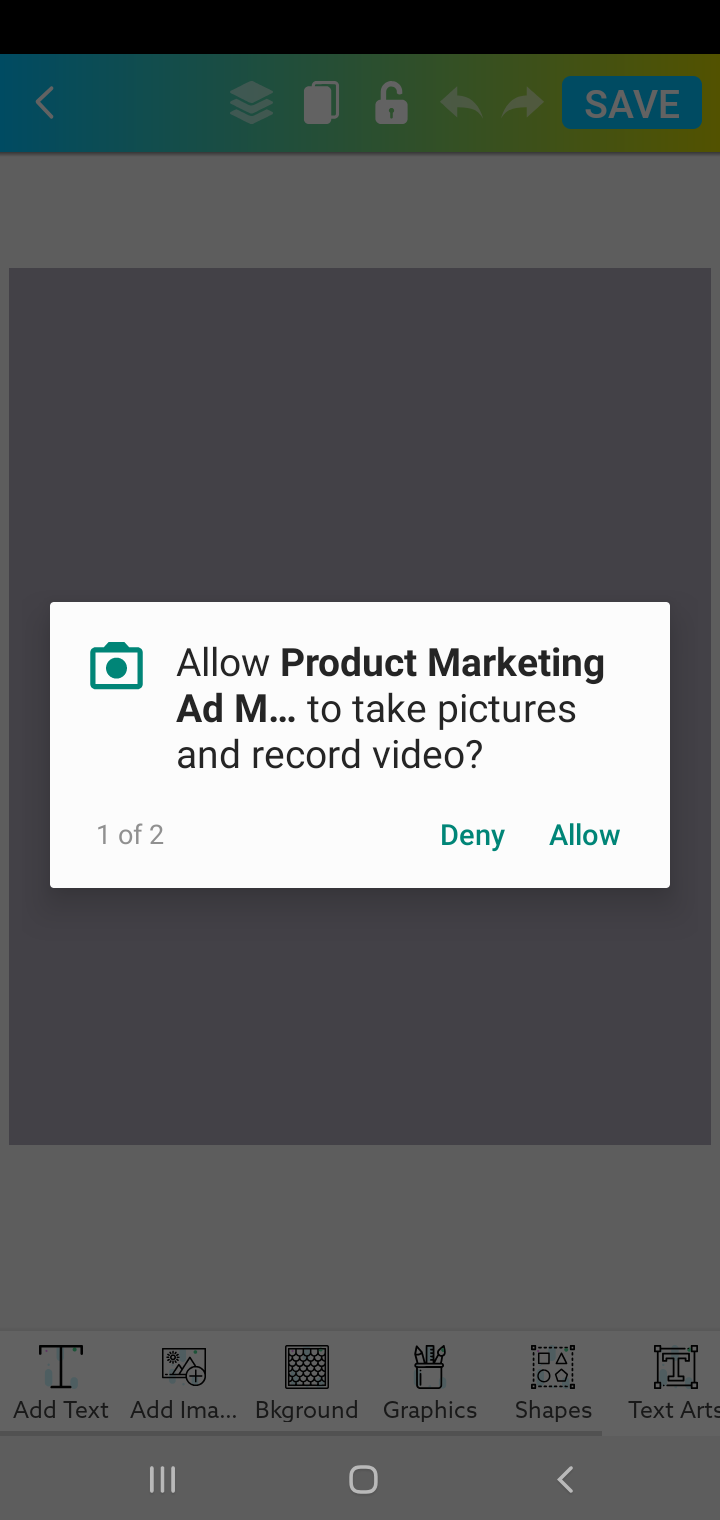 SAVE
Allow Product Marketing
Ad M... to take pictures
and record video?
1 of 2
Deny
Allow
Add Text
Add Ima...
Bkground
Graphics
Shapes
Text Arts